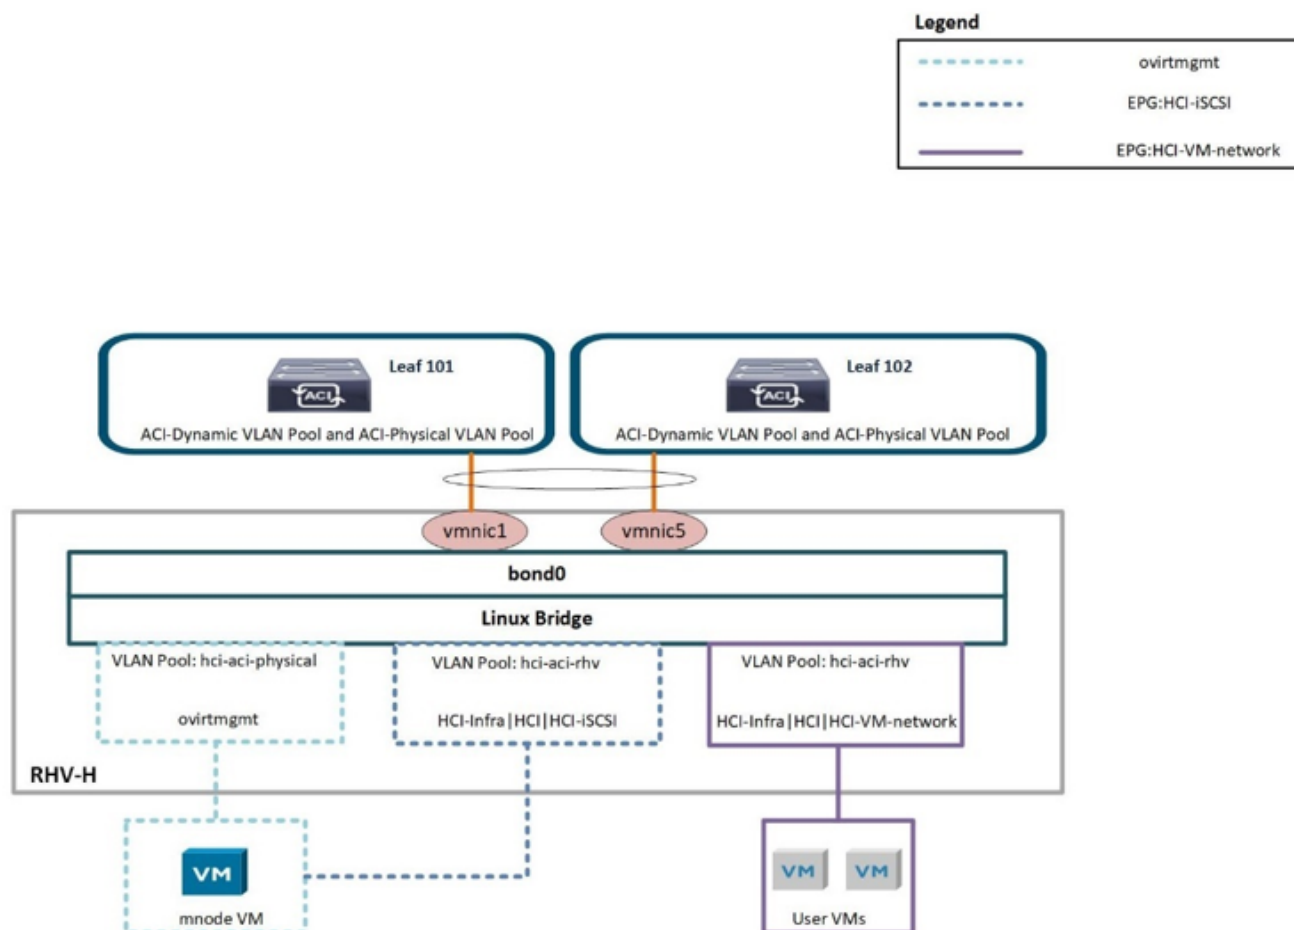 Legend
ovirtmgmt
EPG:HCI-iSCSI
EPG:HCI-VM-network
Leaf 101
ACI
ACI-Dynamic VLAN Pool and ACI-Physical VLAN Pool
Leaf 102
ACI
ACI-Dynamic VLAN Pool and ACI-Physical VLAN Pool
vmnic1
vmnic5
bond0
Linux Bridge
VLAN Pool: hci-aci-physical
ovirtmgmt
VLAN Pool: hci-aci-rhv
HCI-Infra|HCI|HCI-iSCSI
VLAN Pool: hci-aci-rhv
HCI-Infra|HCI|HCI-VM-network
RHV-H
VM
mnode VM
VM
VM
User VMs